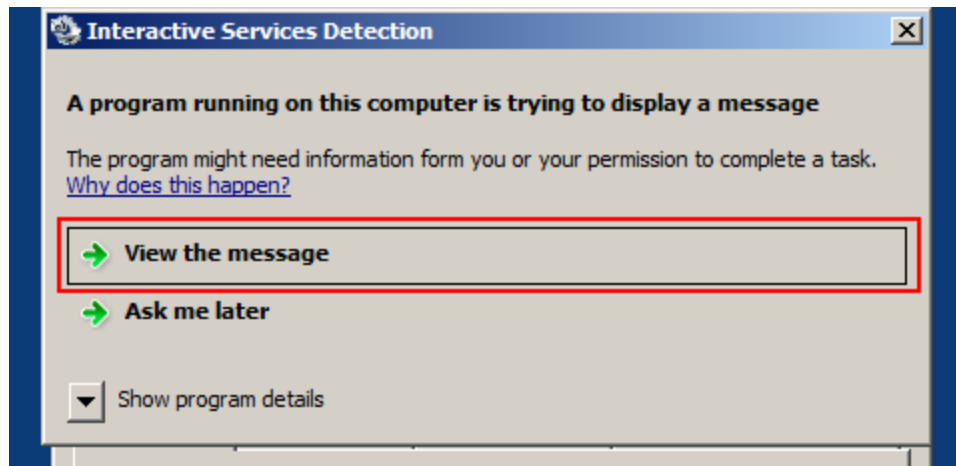 Interactive Services Detection
A program running on this computer is trying to display a message
The program might need information form you or your permission to complete a task.
Why does this happen?
View the message
Ask me later
Show program details